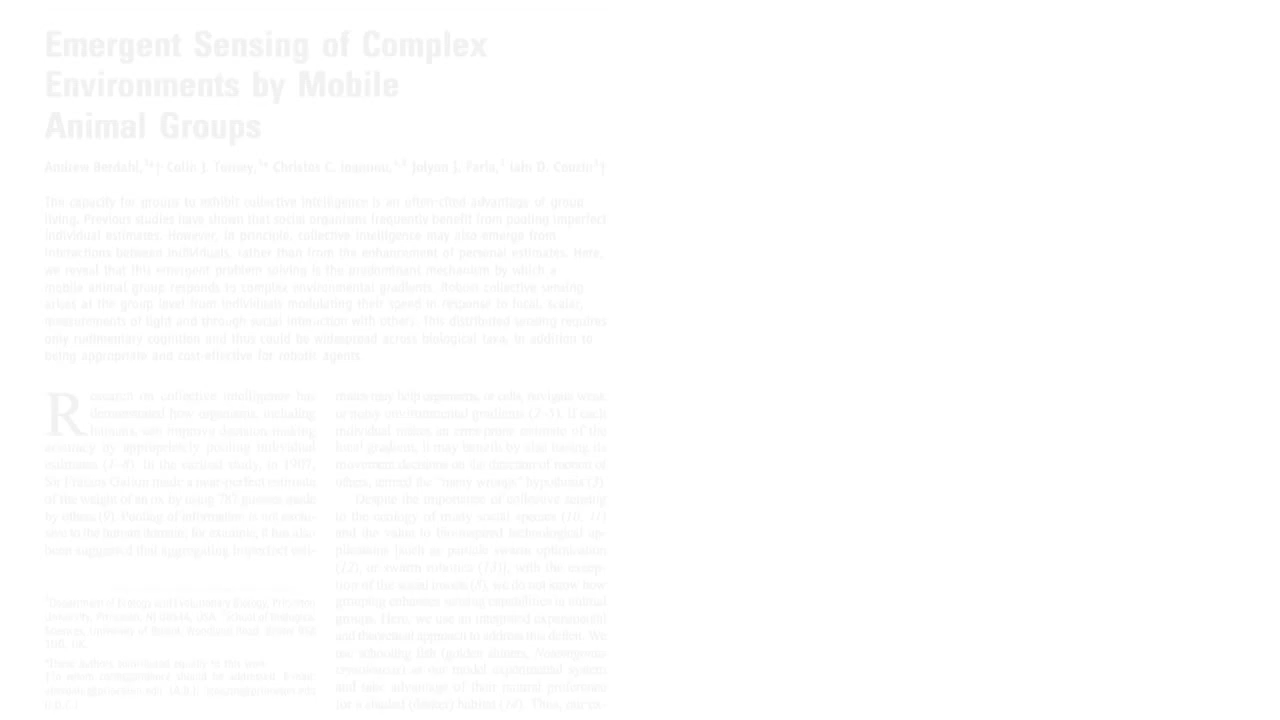 Emergent Sensing of Complex
Environments by Mobile
Animal Groups
Andrew Berdahl,¹*† Colin J. Torney,¹* Christos C. Ioannou,¹,² Jolyon J. Faria,¹ Iain D. Couzin¹†
The capacity for groups to exhibit collective intelligence is an often-cited advantage of group
living. Previous studies have shown that social organisms frequently benefit from pooling imperfect
individual estimates. However, in principle, collective intelligence may also emerge from
interactions between individuals, rather than from the enhancement of personal estimates. Here,
we reveal that this emergent problem solving is the predominant mechanism by which a
mobile animal group responds to complex environmental gradients. Robust collective sensing
arises at the group level from individuals modulating their speed in response to local, scalar,
measurements of light and through social interaction with others. This distributed sensing requires
only rudimentary cognition and thus could be widespread across biological taxa, in addition to
being appropriate and cost-effective for robotic agents
Research on collective intelligence has
demonstrated how organisms, including
humans, can improve decision-making
accuracy by appropriately pooling individual
estimates (1–8). In the earliest study, in 1907,
Sir Francis Galton made a near-perfect estimate
of the weight of an ox by using 787 guesses made
by others (9). Pooling of information is not exclu-
sive to the human domain; for example, it has also
been suggested that aggregating imperfect esti-
¹Department of Ecology and Evolutionary Biology, Princeton
University, Princeton, NJ 08544, USA. ²School of Biological
Sciences, University of Bristol, Woodland Road, Bristol BS8
1UG, UK.
*These authors contributed equally to this work.
†To whom correspondence should be addressed. E-mail:
(A.B.);
(I.D.C.)
mates may help organisms, or cells, navigate weak
or noisy environmental gradients (2–5); if each
individual makes an error-prone estimate of the
local gradient, it may benefit by also basing its
movement decisions on the direction of motion of
others, termed the "many wrongs" hypothesis (3).
Despite the importance of collective sensing
to the ecology of many social species (10, 11)
and the value to bioinspired technological ap-
plications [such as particle swarm optimization
(12), or swarm robotics (13)], with the excep-
tion of the social insects (8), we do not know how
grouping enhances sensing capabilities in animal
groups. Here, we use an integrated experimental
and theoretical approach to address this deficit. We
use schooling fish (golden shiners, Notemigonus
crysoleucas) as our model experimental system
and take advantage of their natural preference
for a shaded (darker) habitat (14). Thus, our ex-